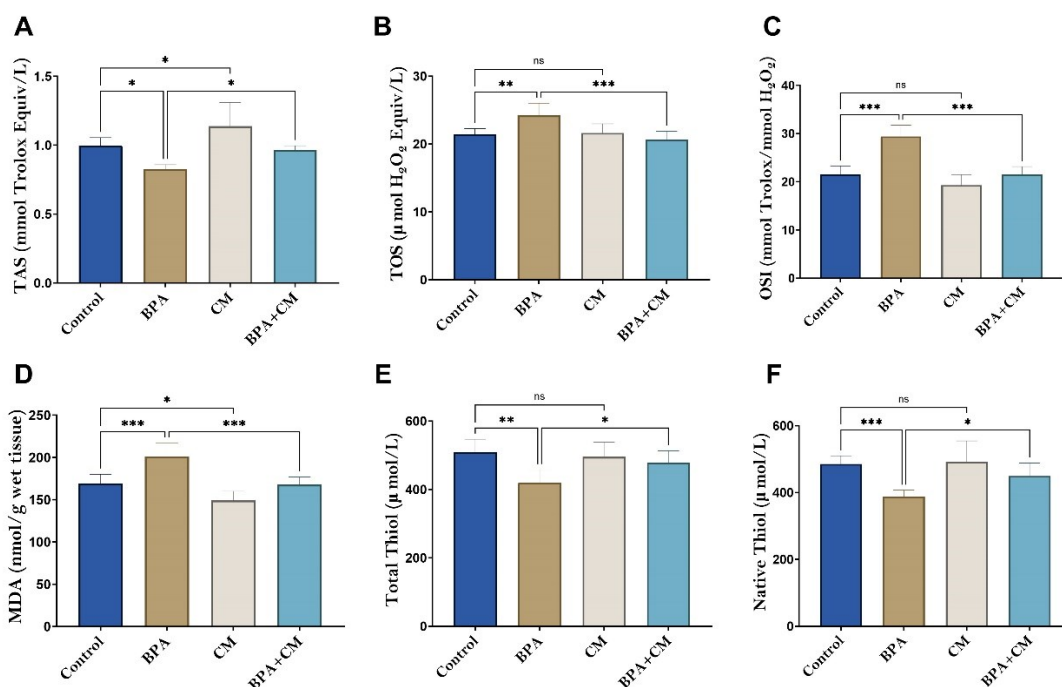 A
TAS (mmol Trolox Equiv/L)
1.5
1.0
0.5
0.0
*
*
*
Control
BPA
CM
BPA+CM
B
TOS (µ mol H₂O₂ Equiv/L)
30
20
10
0
ns
**
***
Control
BPA
CM
BPA+CM
C
OSI (mmol Trolox/mmol H₂O₂)
40
30
20
10
0
ns
***
***
Control
BPA
CM
BPA+CM
D
MDA (nmol/g wet tissue)
250
200
150
100
50
0
*
***
***
Control
BPA
CM
BPA+CM
E
Total Thiol (µ mol/L)
600
400
200
0
ns
**
*
Control
BPA
CM
BPA+CM
F
Native Thiol (µ mol/L)
600
400
200
0
ns
***
*
Control
BPA
CM
BPA+CM